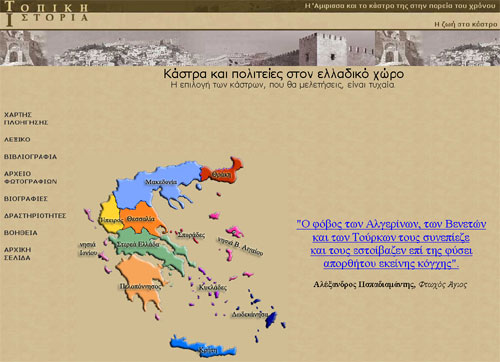 ΤΟΠΙΚΗ
ΙΣΤΟΡΙΑ
Η Άμφισσα και το κάστρο της στην πορεία του χρόνου
Η ζωή στο κάστρο
Κάστρα και πολιτείες στον ελλαδικό χώρο
Η επιλογή των κάστρων, που θα μελετήσεις, είναι τυχαία
ΧΑΡΤΗΣ
ΠΛΟΗΓΗΣΗΣ
ΛΕΞΙΚΟ
ΒΙΒΛΙΟΓΡΑΦΙΑ
ΑΡΧΕΙΟ
ΦΩΤΟΓΡΑΦΙΩΝ
ΒΙΟΓΡΑΦΙΕΣ
ΔΡΑΣΤΗΡΙΟΤΗΤΕΣ
ΒΟΗΘΕΙΑ
ΑΡΧΙΚΗ
ΣΕΛΙΔΑ
Θράκη
Μακεδονία
Ήπειρος
Θεσσαλία
Σποράδες
νησιά Β. Αιγαίου
νησιά
Ιονίου
Στερεά Ελλάδα
Πελοπόννησος
Κυκλάδες
Δωδεκάνησα
Κρήτη
"Ο φόβος των Αλγερίνων, των Βενετών
και των Τούρκων τους συνεπίεζε
και τους εστοίβαζεν επί της φύσει
απορθήτου εκείνης κόγχης".
Αλέξανδρος Παπαδιαμάντης, Φτωχός Άγιος